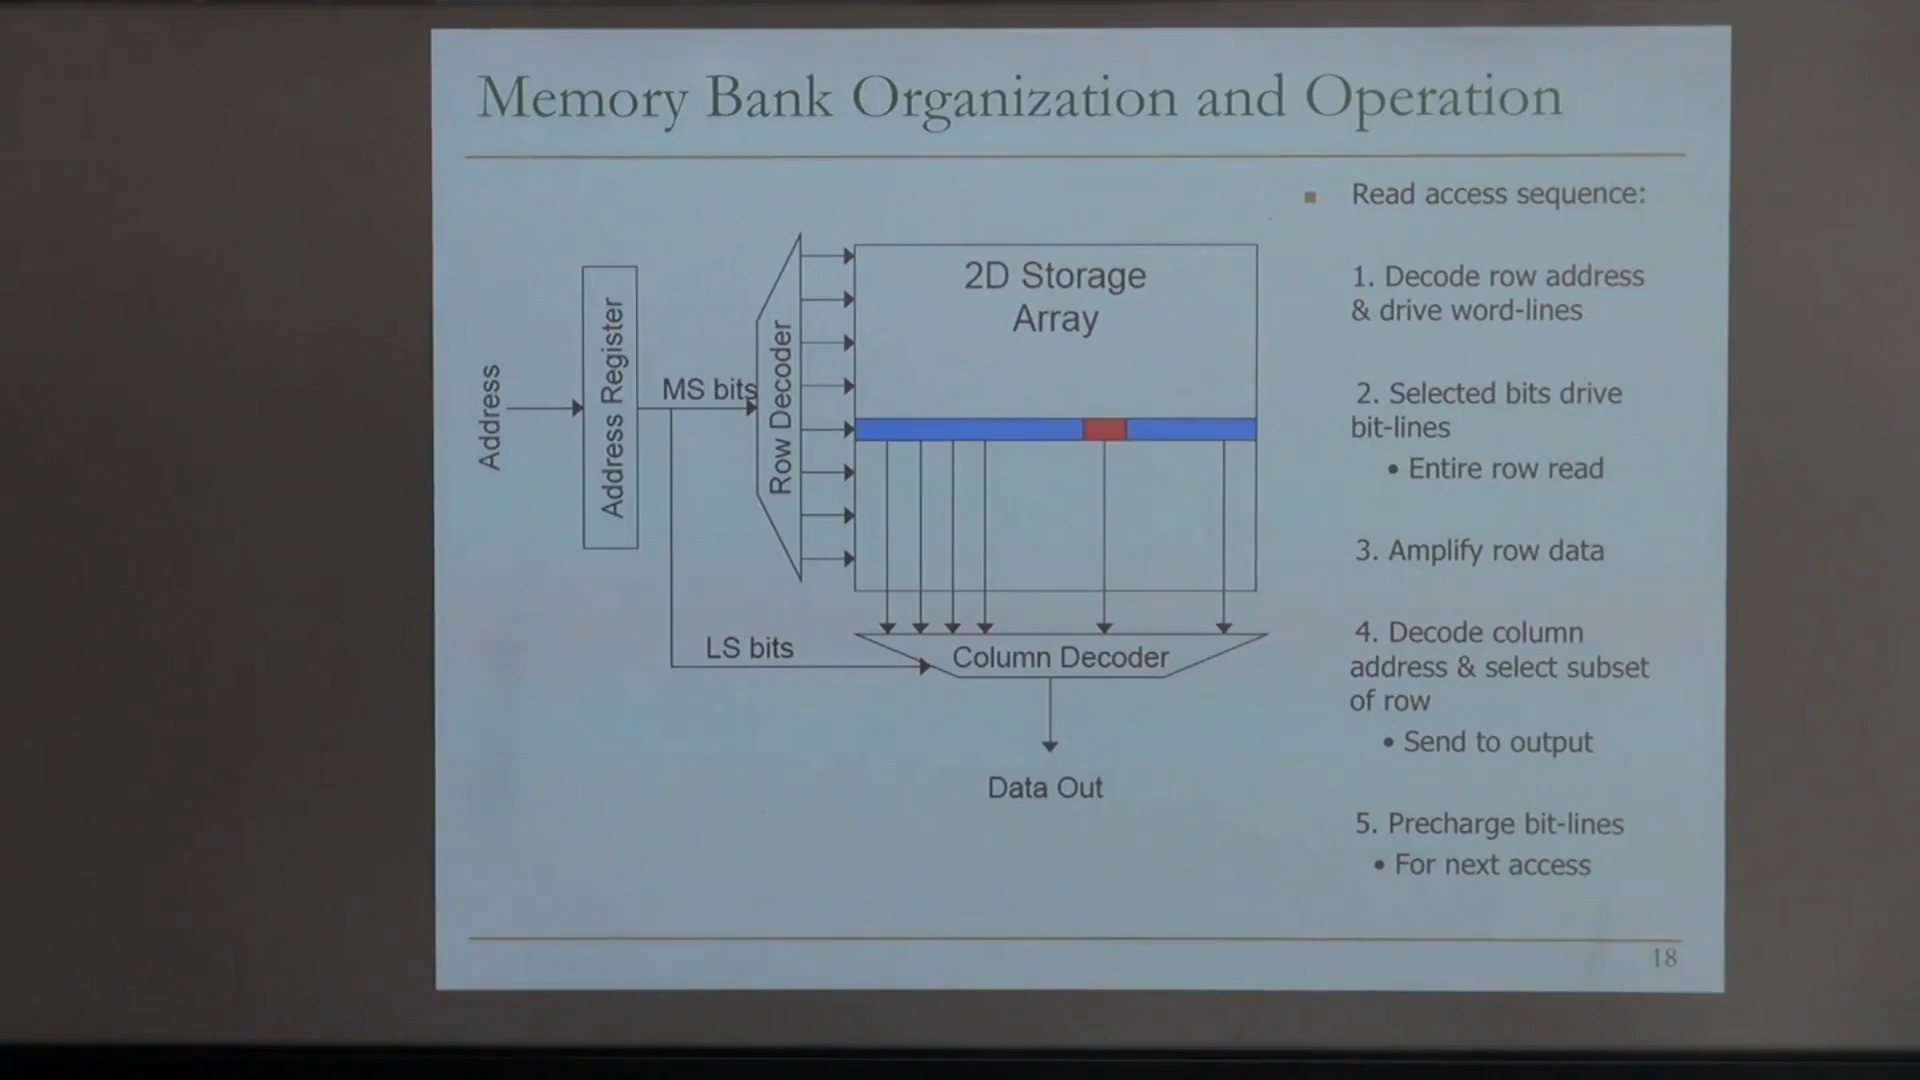 Memory Bank Organization and Operation
Address
Address Register
MS bits
Row Decoder
2D Storage
Array
LS bits
Column Decoder
Data Out
Read access sequence:
1. Decode row address
& drive word-lines
2. Selected bits drive
bit-lines
• Entire row read
3. Amplify row data
4. Decode column
address & select subset
of row
• Send to output
5. Precharge bit-lines
• For next access
18